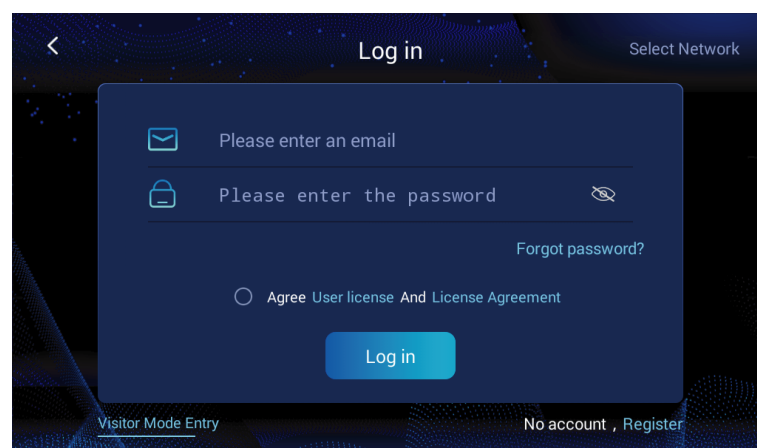 Log in
Select Network
Please enter an email
Please enter the password
Forgot password?
Agree User license And License Agreement
Log in
Visitor Mode Entry
No account , Register